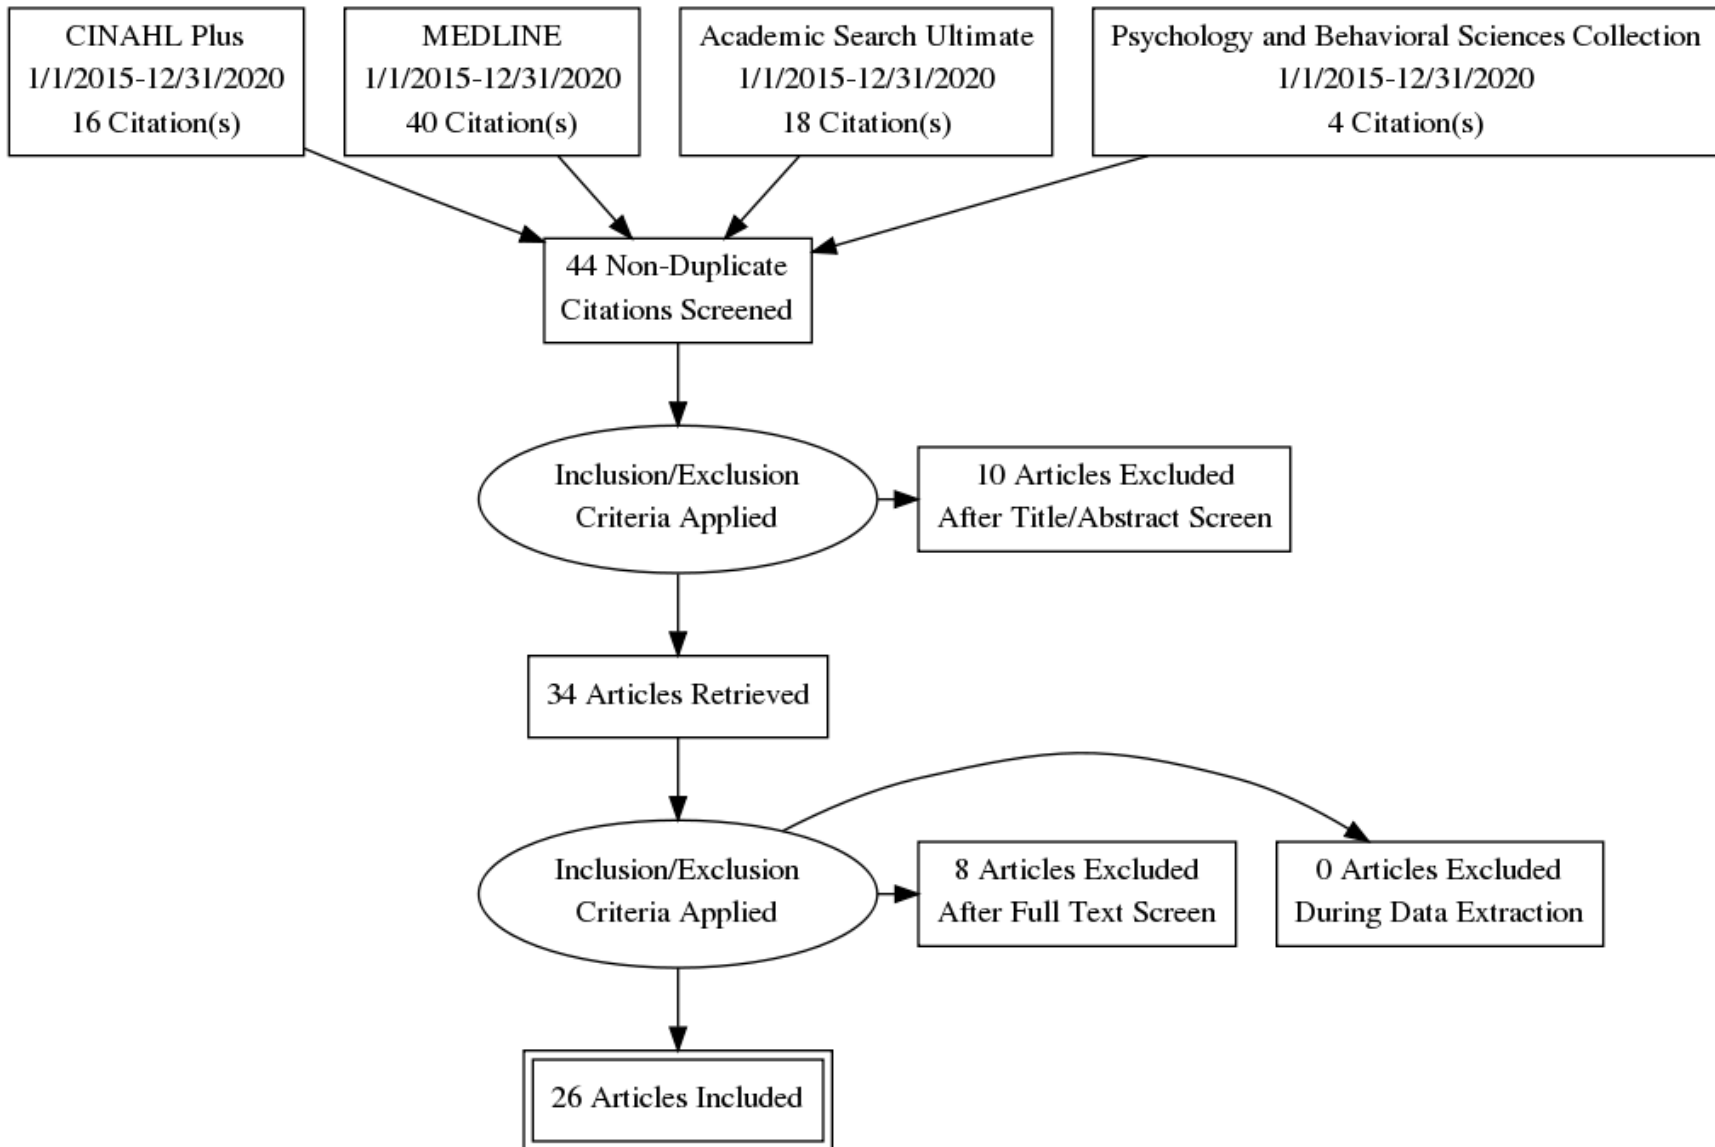 CINAHL Plus
1/1/2015-12/31/2020
16 Citation(s)
MEDLINE
1/1/2015-12/31/2020
40 Citation(s)
Academic Search Ultimate
1/1/2015-12/31/2020
18 Citation(s)
Psychology and Behavioral Sciences Collection
1/1/2015-12/31/2020
4 Citation(s)
44 Non-Duplicate
Citations Screened
Inclusion/Exclusion
Criteria Applied
10 Articles Excluded
After Title/Abstract Screen
34 Articles Retrieved
Inclusion/Exclusion
Criteria Applied
8 Articles Excluded
After Full Text Screen
0 Articles Excluded
During Data Extraction
26 Articles Included